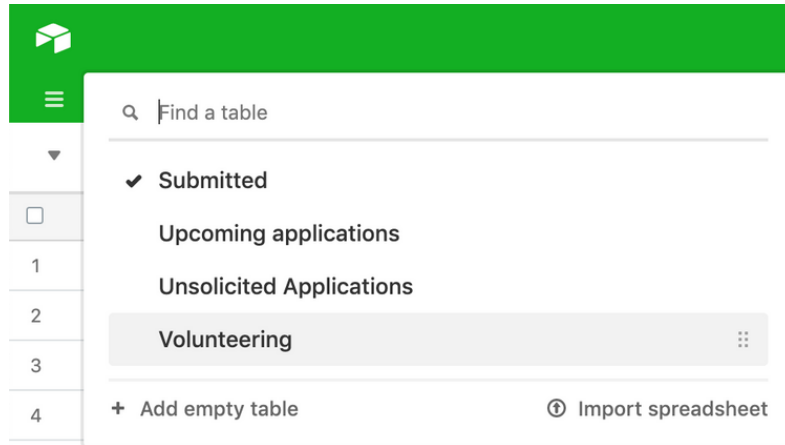 Find a table
Submitted
Upcoming applications
1
Unsolicited Applications
2
Volunteering
3
+ Add empty table Import spreadsheet
4